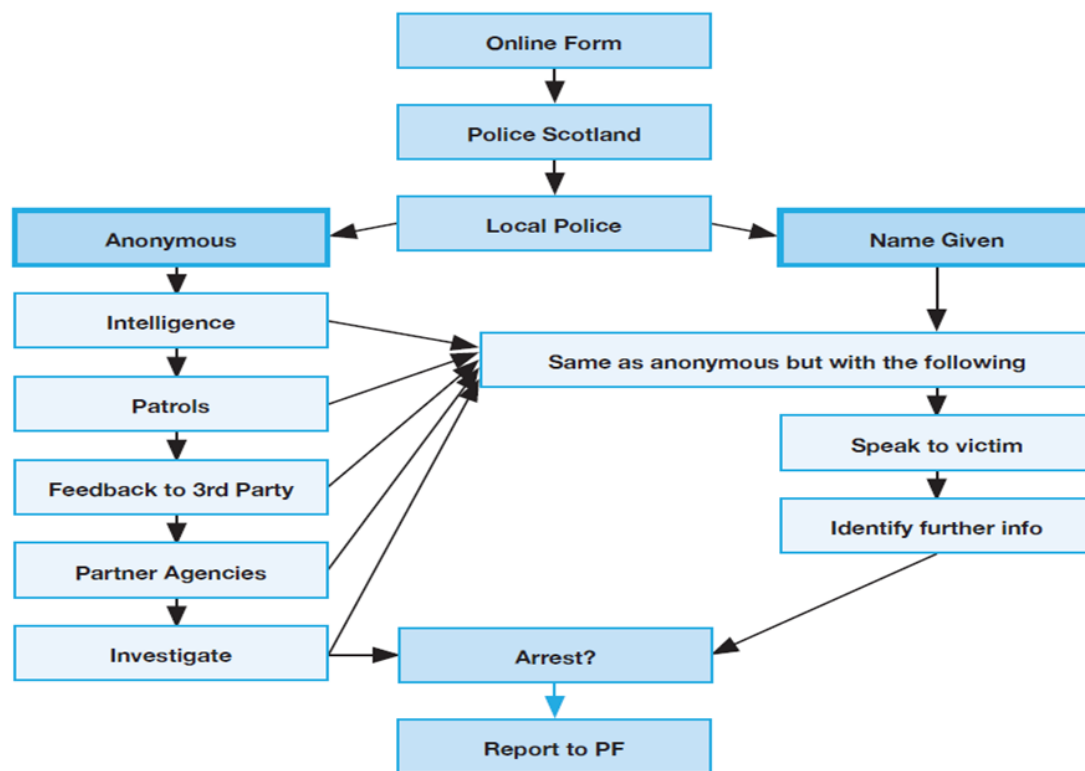 Online Form
Police Scotland
Local Police
Anonymous
Name Given
Intelligence
Same as anonymous but with the following
Patrols
Speak to victim
Feedback to 3rd Party
Identify further info
Partner Agencies
Investigate
Arrest?
Report to PF